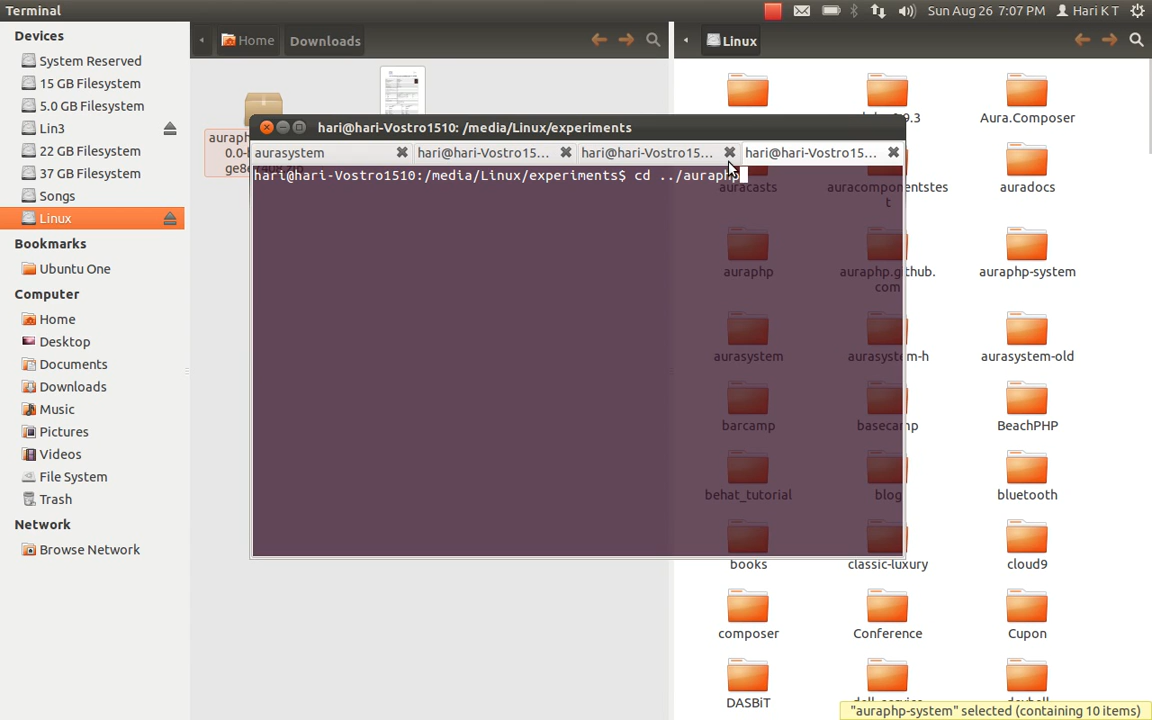 Terminal
Sun Aug 26 7:07 PM
Hari K T
Devices
System Reserved
15 GB Filesystem
5.0 GB Filesystem
Lin3
22 GB Filesystem
37 GB Filesystem
Songs
Linux
Bookmarks
Ubuntu One
Computer
Home
Desktop
Documents
Downloads
Music
Pictures
Videos
File System
Trash
Network
Browse Network
Home
Downloads
Linux
hari@hari-Vostro1510: /media/Linux/experiments
aurasystem
hari@hari-Vostro15...
hari@hari-Vostro15...
hari@hari-Vostro15...
hari@hari-Vostro1510:/media/Linux/experiments$ cd ../auraphp
Aura.Composer
auracasts
auracomponentstes
t
auradocs
auraphp
auraphp.github.
com
auraphp-system
aurasystem
aurasystem-h
aurasystem-old
barcamp
basecamp
BeachPHP
behat_tutorial
blog
bluetooth
books
classic-luxury
cloud9
composer
Conference
Cupon
DASBiT
"auraphp-system" selected (containing 10 items)